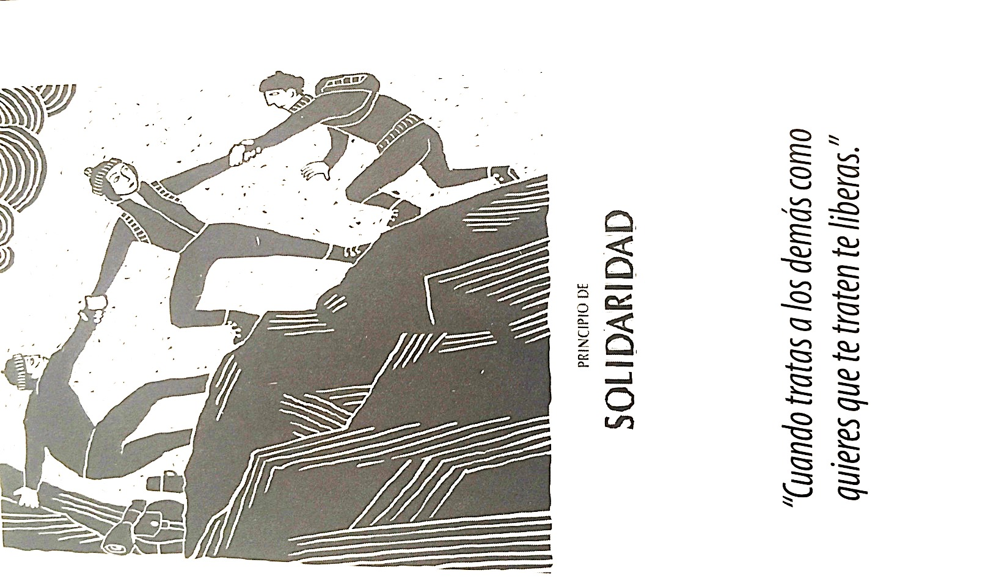 PRINCIPIO DE
SOLIDARIDAD
“Cuando tratas a los demás como
quieres que te traten te liberas.”